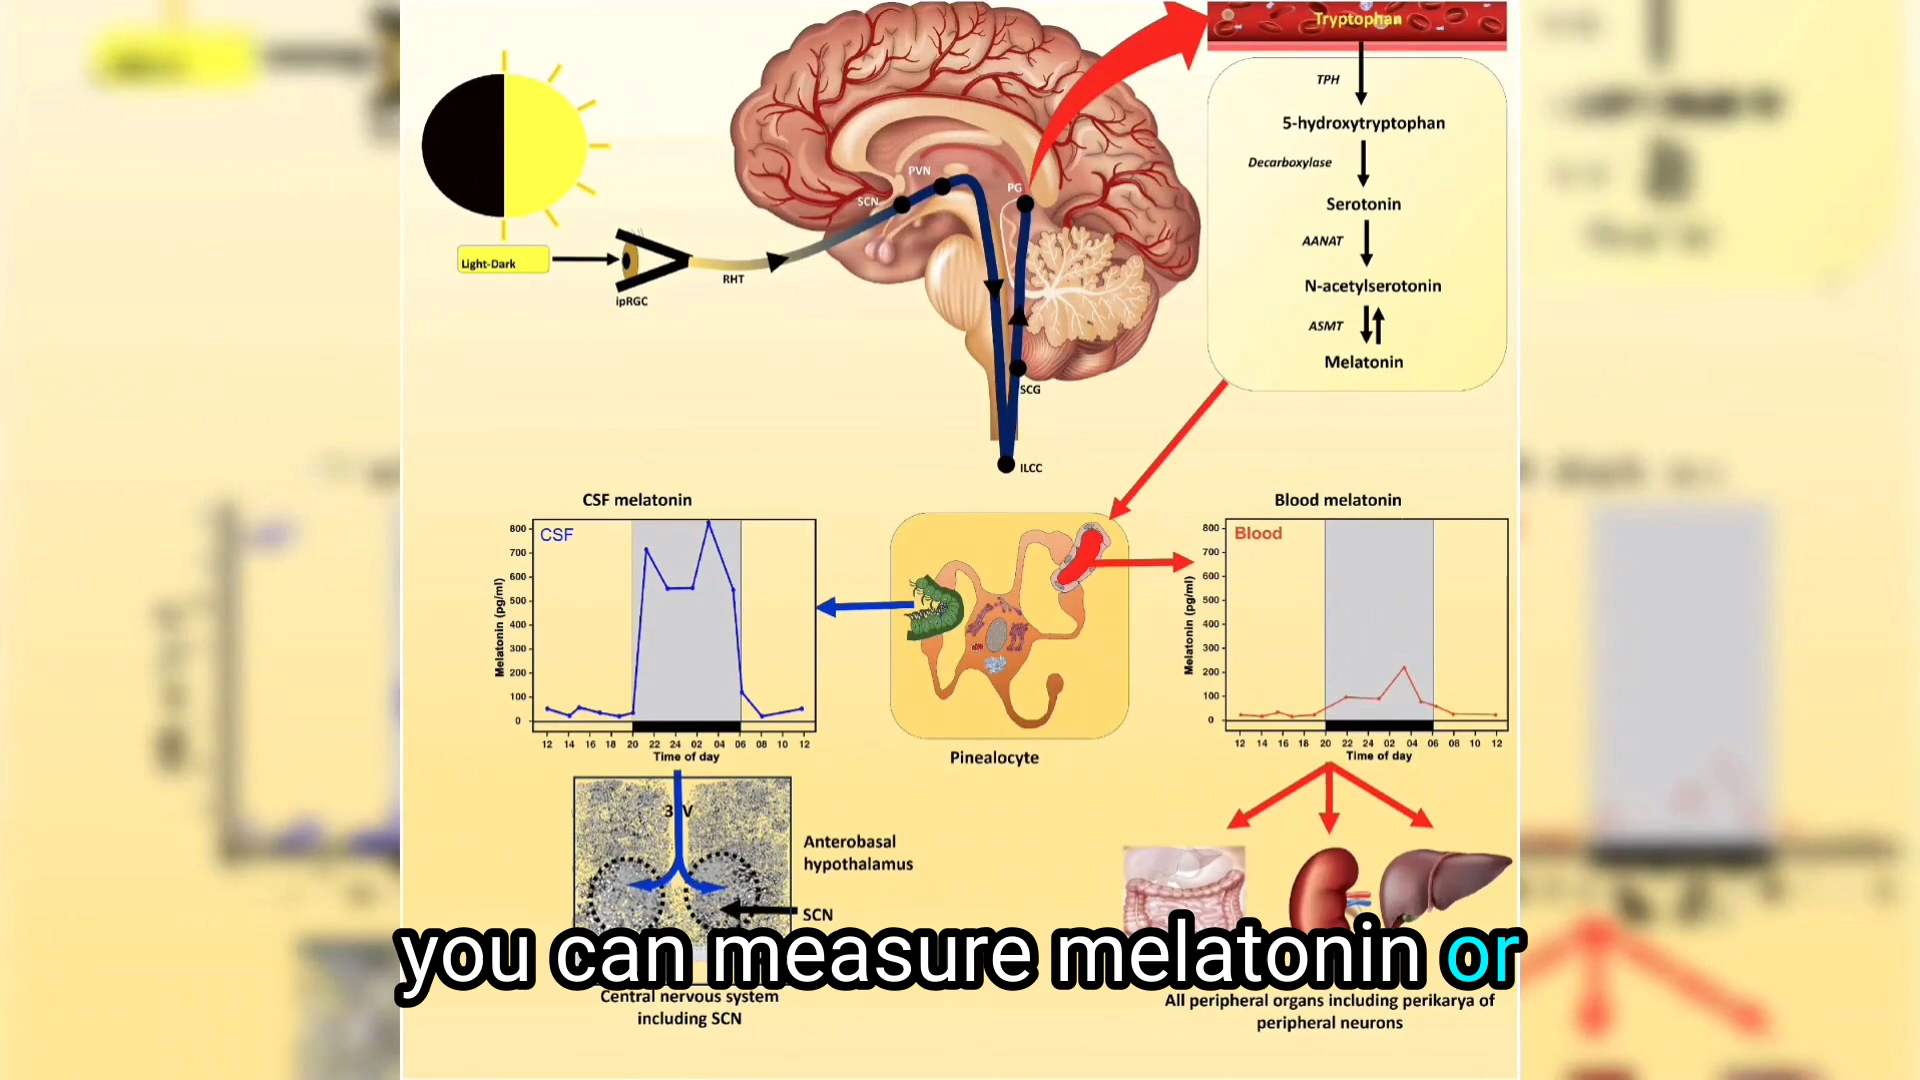 Tryptophan
TPH
5-hydroxytryptophan
Decarboxylase
Serotonin
AANAT
N-acetylserotonin
ASMT
Melatonin
PVN
SCN
PG
Light-Dark
ipRGC
RHT
SCG
ILCC
CSF melatonin
CSF
Melatonin (pg/ml)
800
700
600
500
400
300
200
100
0
12 14 16 18 20 22 24 02 04 06 08 10 12
Time of day
Pinealocyte
Blood melatonin
Blood
Melatonin (pg/ml)
800
700
600
500
400
300
200
100
0
12 14 16 18 20 22 24 02 04 06 08 10 12
Time of day
3 V
Anterobasal
hypothalamus
SCN
you can measure melatonin or
Central nervous system
including SCN
All peripheral organs including perikarya of
peripheral neurons